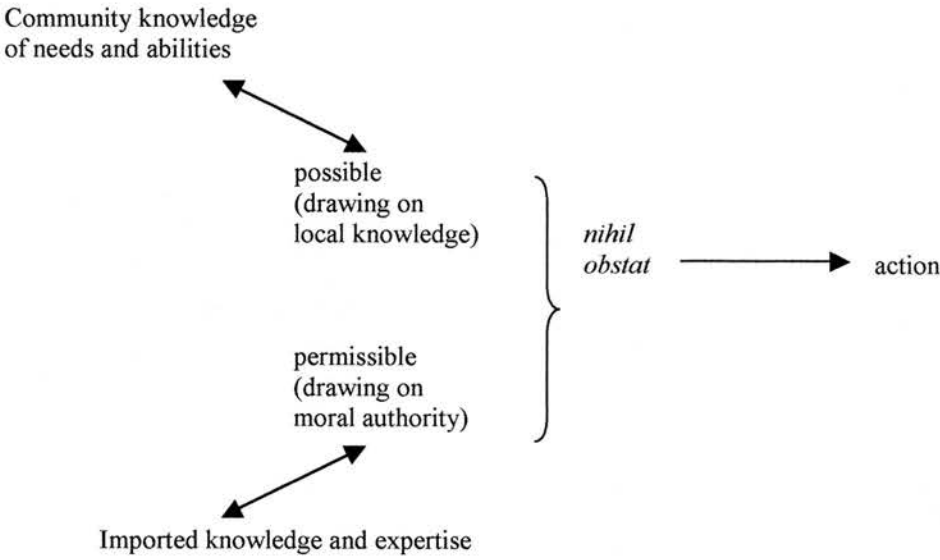 Community knowledge
of needs and abilities
possible
(drawing on
local knowledge)
nihil
obstat
action
permissible
(drawing on
moral authority)
Imported knowledge and expertise